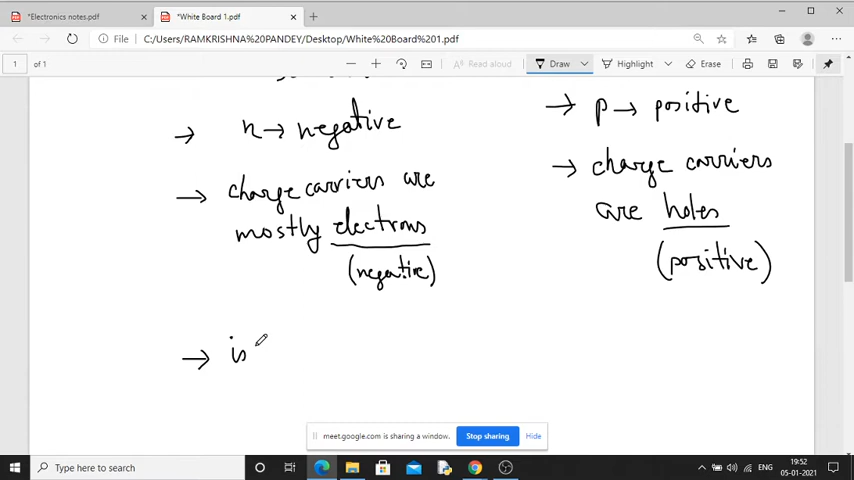 *Electronics notes.pdf
*White Board 1.pdf
File
C:/Users/RAMKRISHNA%20PANDEY/Desktop/White%20Board%201.pdf
1 of 1
Read aloud
Draw
Highlight
Erase
→ n → negative
→ charge carriers are
mostly electrons
(negative)
→ is
→ p → positive
→ charge carriers
are holes
(positive)
meet.google.com is sharing a window.
Stop sharing
Hide
Type here to search
ENG
19:52
05-01-2021